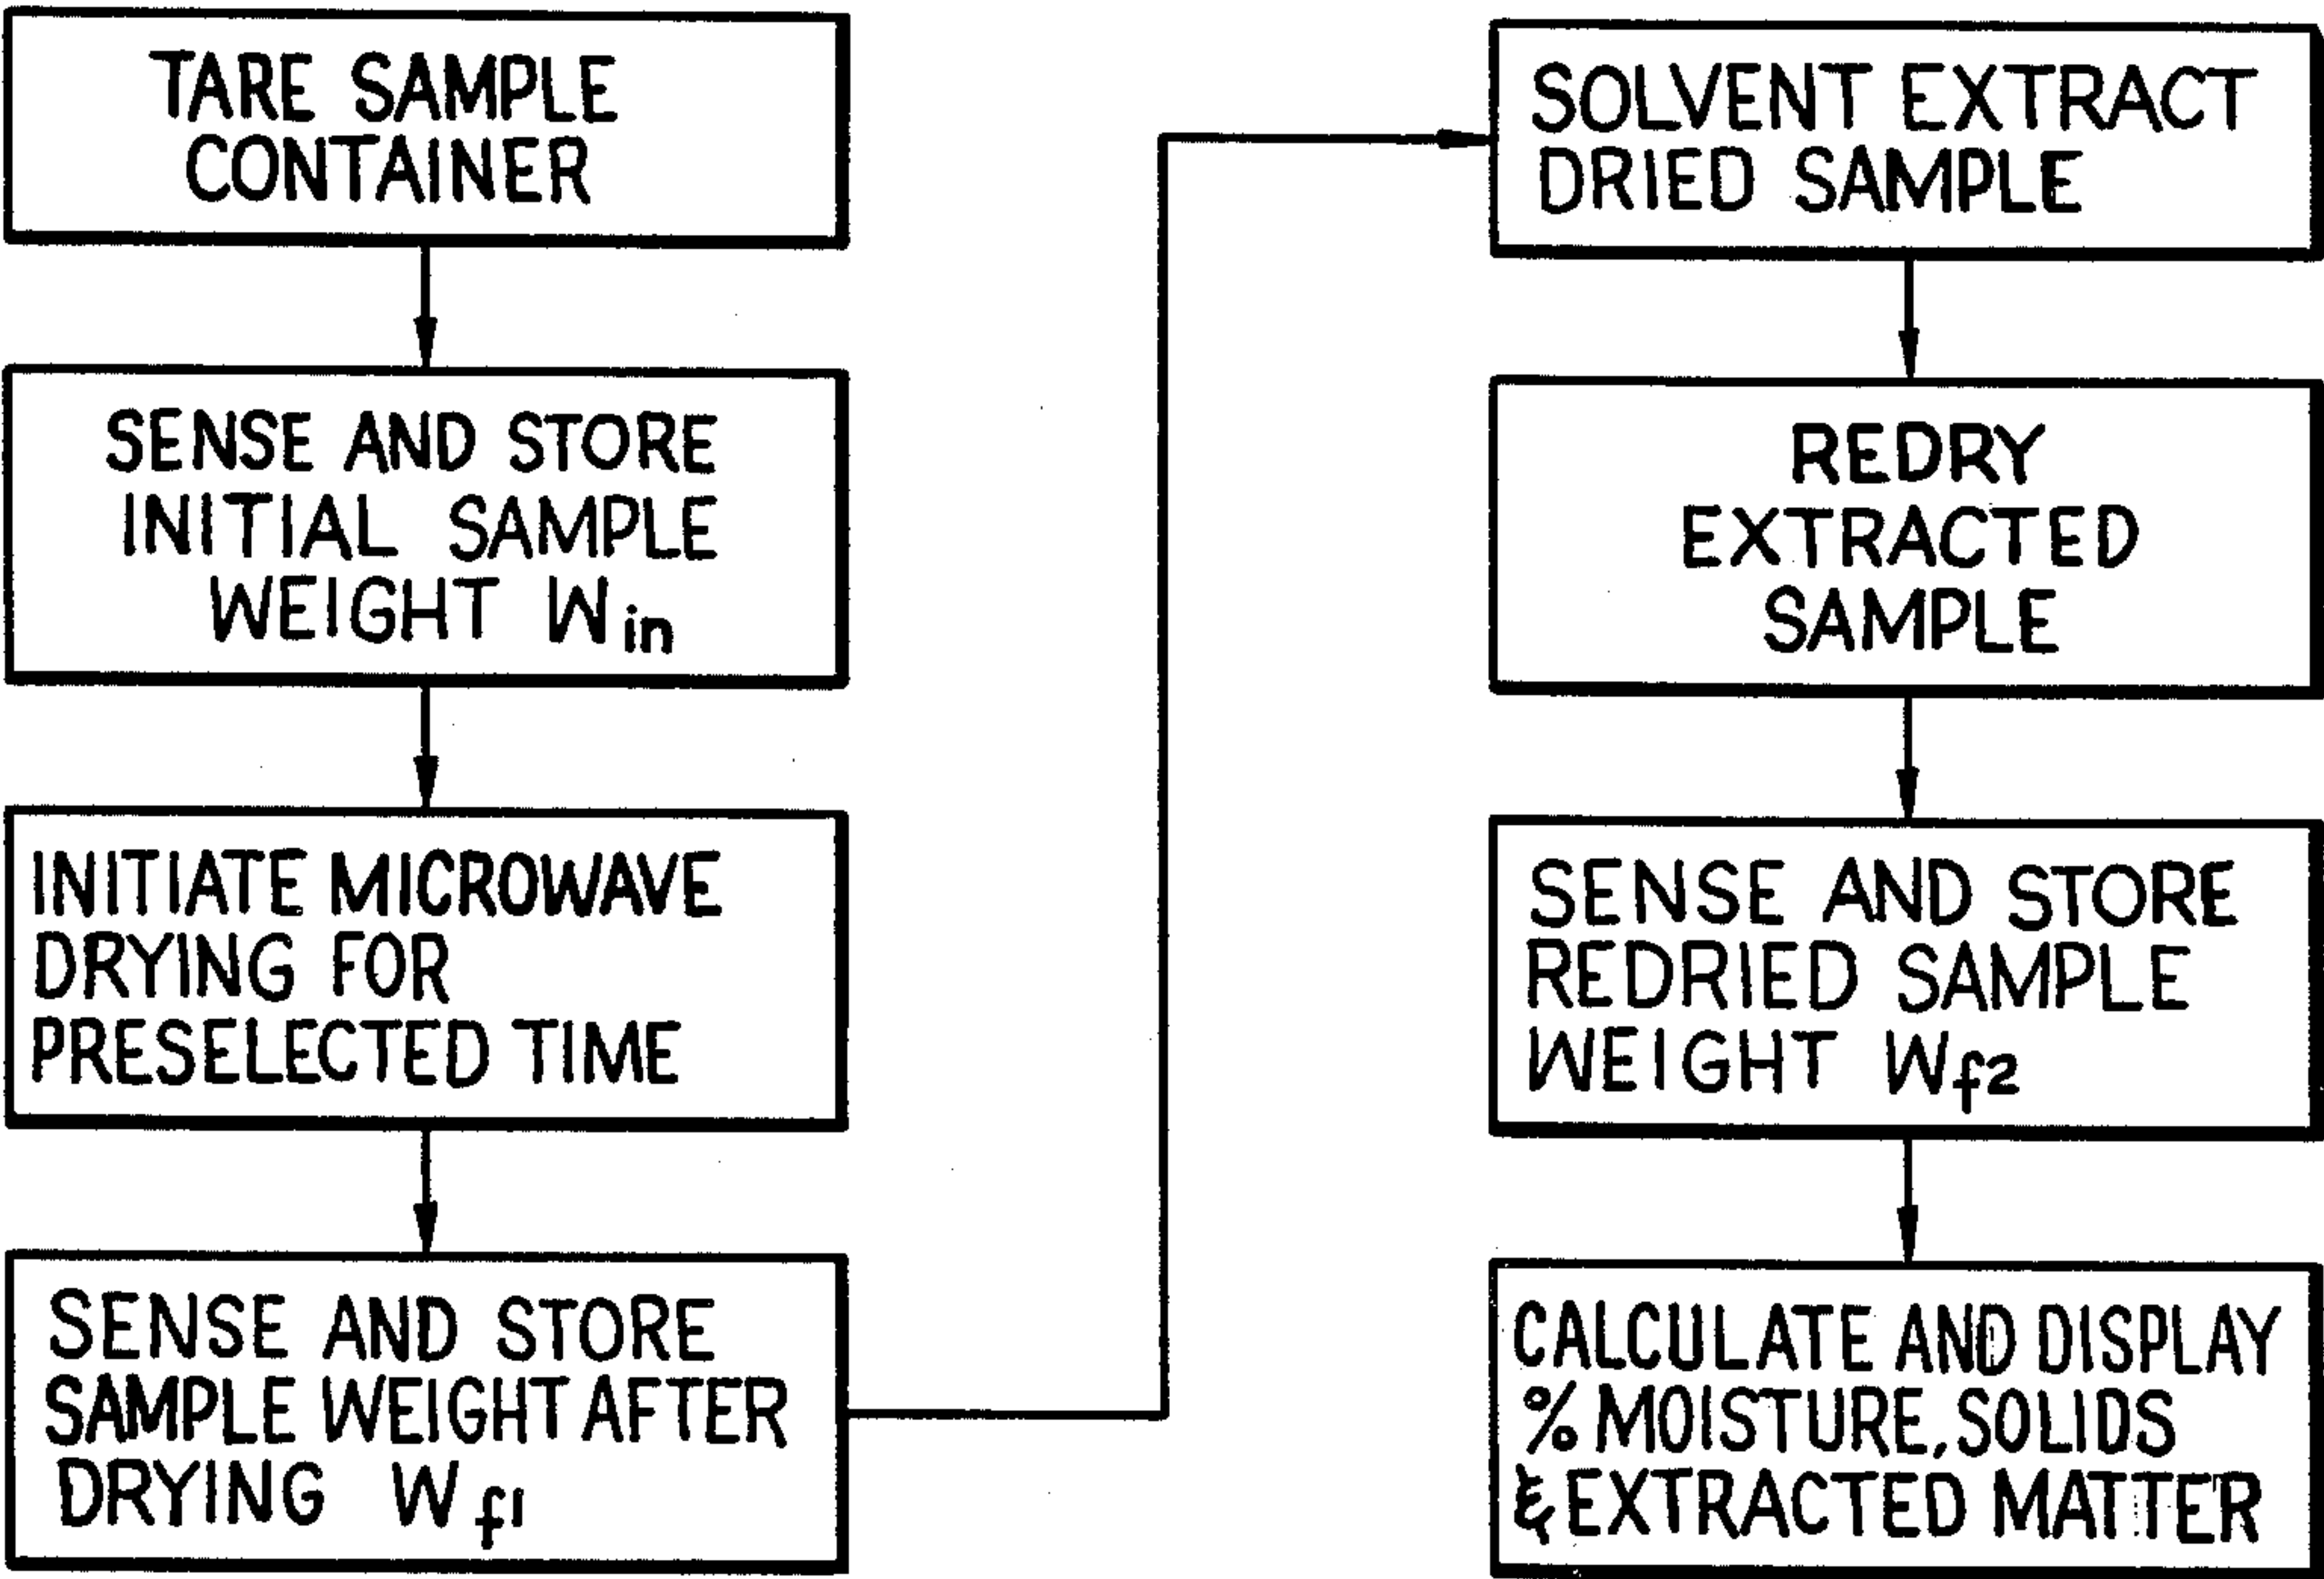 TARE SAMPLE
CONTAINER
SENSE AND STORE
INITIAL SAMPLE
WEIGHT Win
INITIATE MICROWAVE
DRYING FOR
PRESELECTED TIME
SENSE AND STORE
SAMPLE WEIGHT AFTER
DRYING Wf1
SOLVENT EXTRACT
DRIED SAMPLE
REDRY
EXTRACTED
SAMPLE
SENSE AND STORE
REDRIED SAMPLE
WEIGHT Wf2
CALCULATE AND DISPLAY
% MOISTURE, SOLIDS
& EXTRACTED MATTER